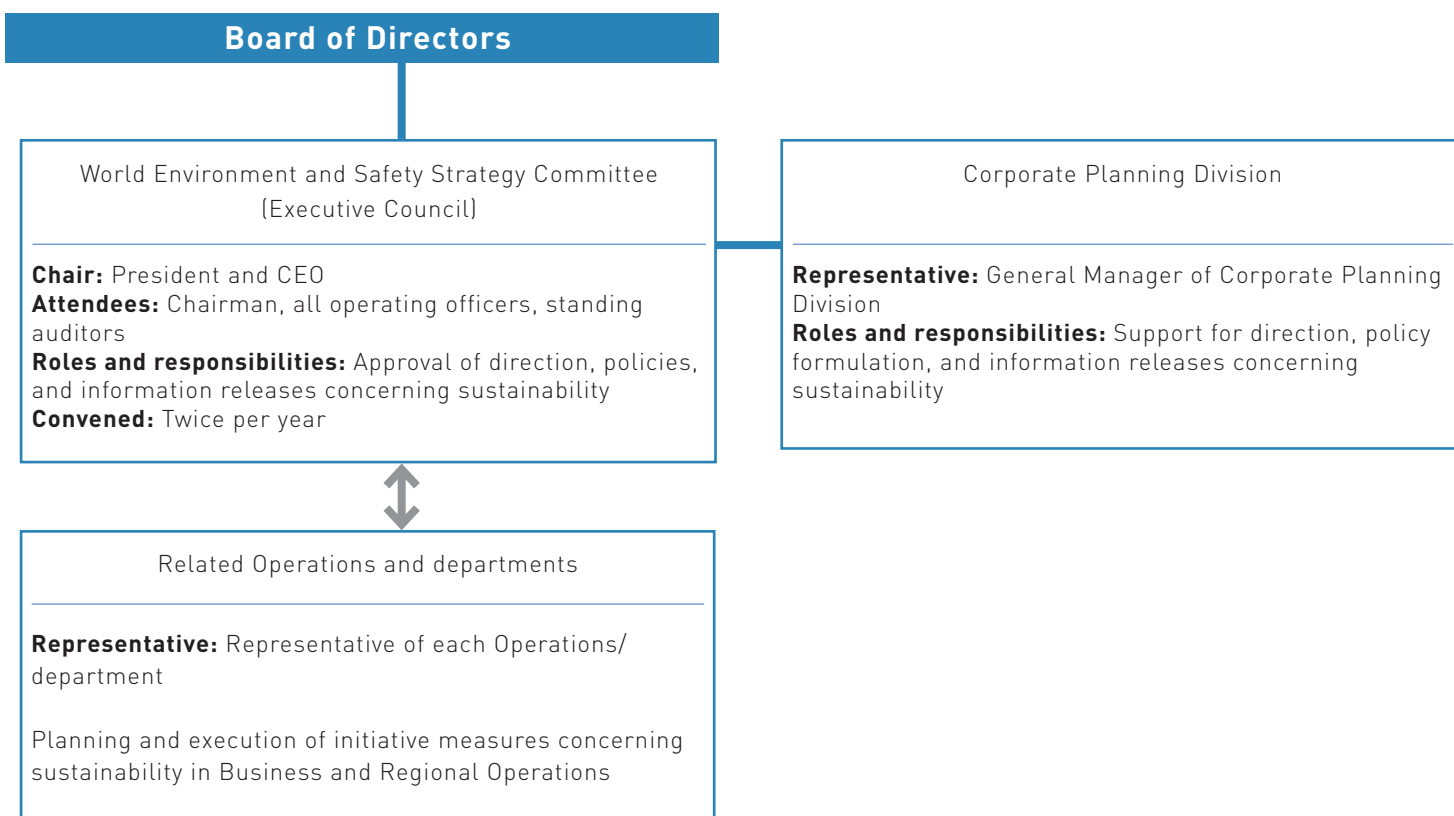 Board of Directors
World Environment and Safety Strategy Committee
(Executive Council)
Chair: President and CEO
Attendees: Chairman, all operating officers, standing
auditors
Roles and responsibilities: Approval of direction, policies,
and information releases concerning sustainability
Convened: Twice per year
Corporate Planning Division
Representative: General Manager of Corporate Planning
Division
Roles and responsibilities: Support for direction, policy
formulation, and information releases concerning
sustainability
Related Operations and departments
Representative: Representative of each Operations/
department
Planning and execution of initiative measures concerning
sustainability in Business and Regional Operations